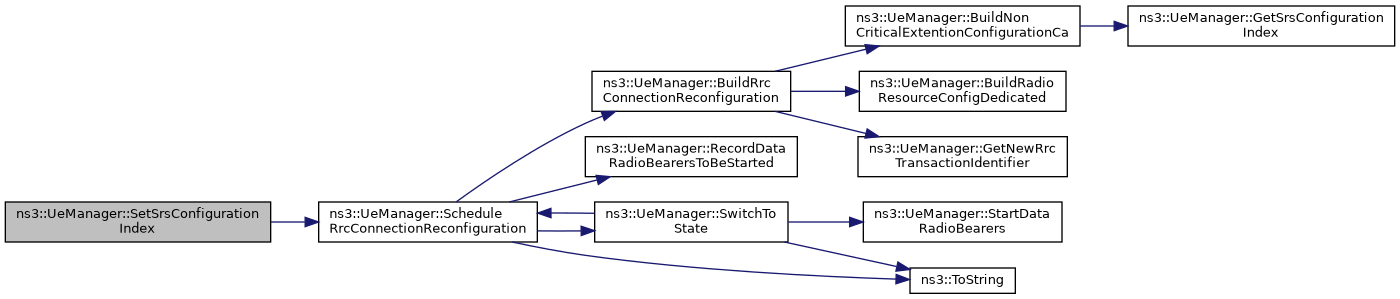 ns3::UeManager::SetSrsConfiguration
Index
ns3::UeManager::Schedule
RrcConnectionReconfiguration
ns3::UeManager::BuildRrc
ConnectionReconfiguration
ns3::UeManager::BuildNon
CriticalExtentionConfigurationCa
ns3::UeManager::GetSrsConfiguration
Index
ns3::UeManager::BuildRadio
ResourceConfigDedicated
ns3::UeManager::GetNewRrc
TransactionIdentifier
ns3::UeManager::RecordData
RadioBearersToBeStarted
ns3::UeManager::SwitchTo
State
ns3::UeManager::StartData
RadioBearers
ns3::ToString